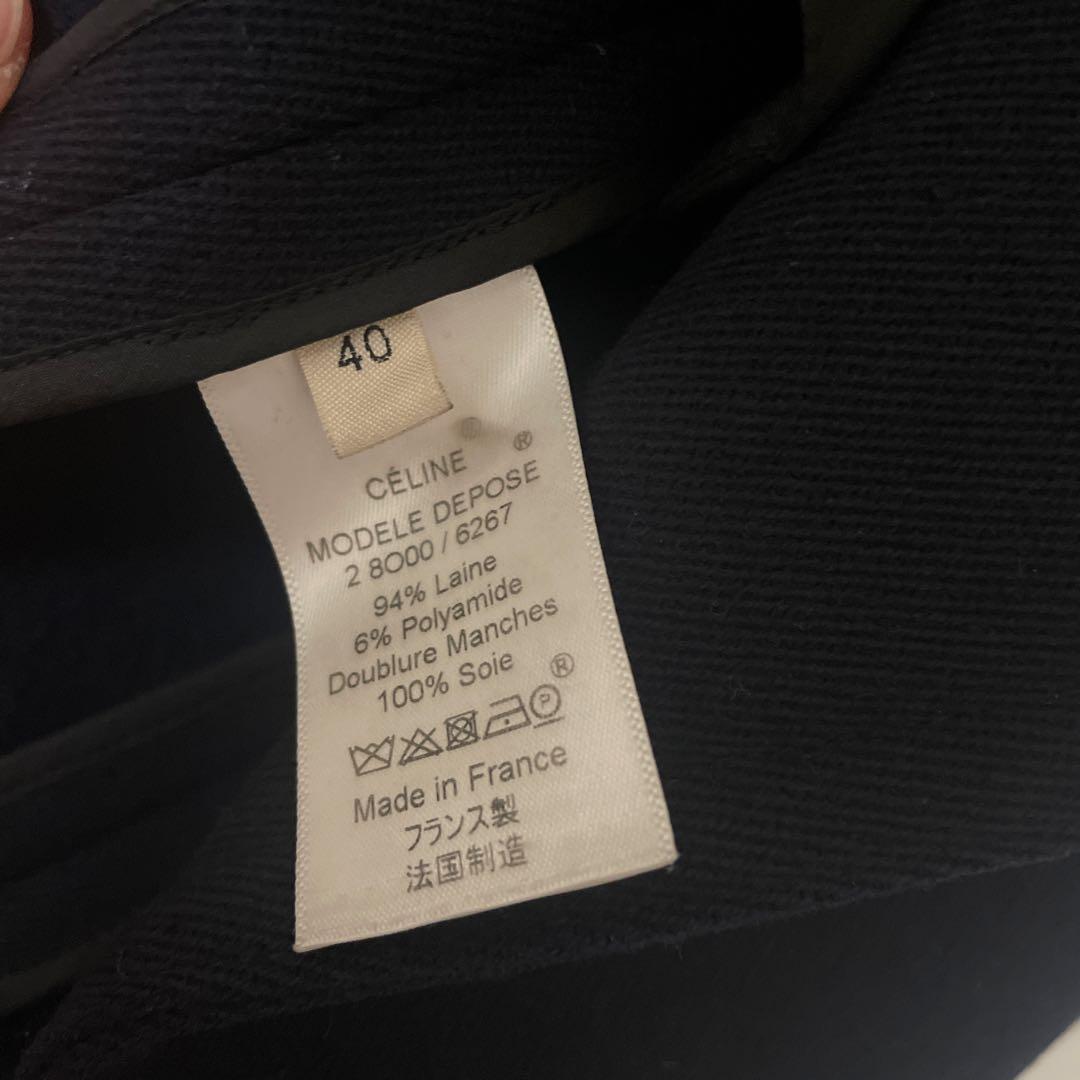 40
®
®
CÉLINE
MODELE DEPOSE
2 8O00 / 6267
94% Laine
6% Polyamide
Doublure Manches
100% Soie
®
P
Made in France
フランス製
法国制造